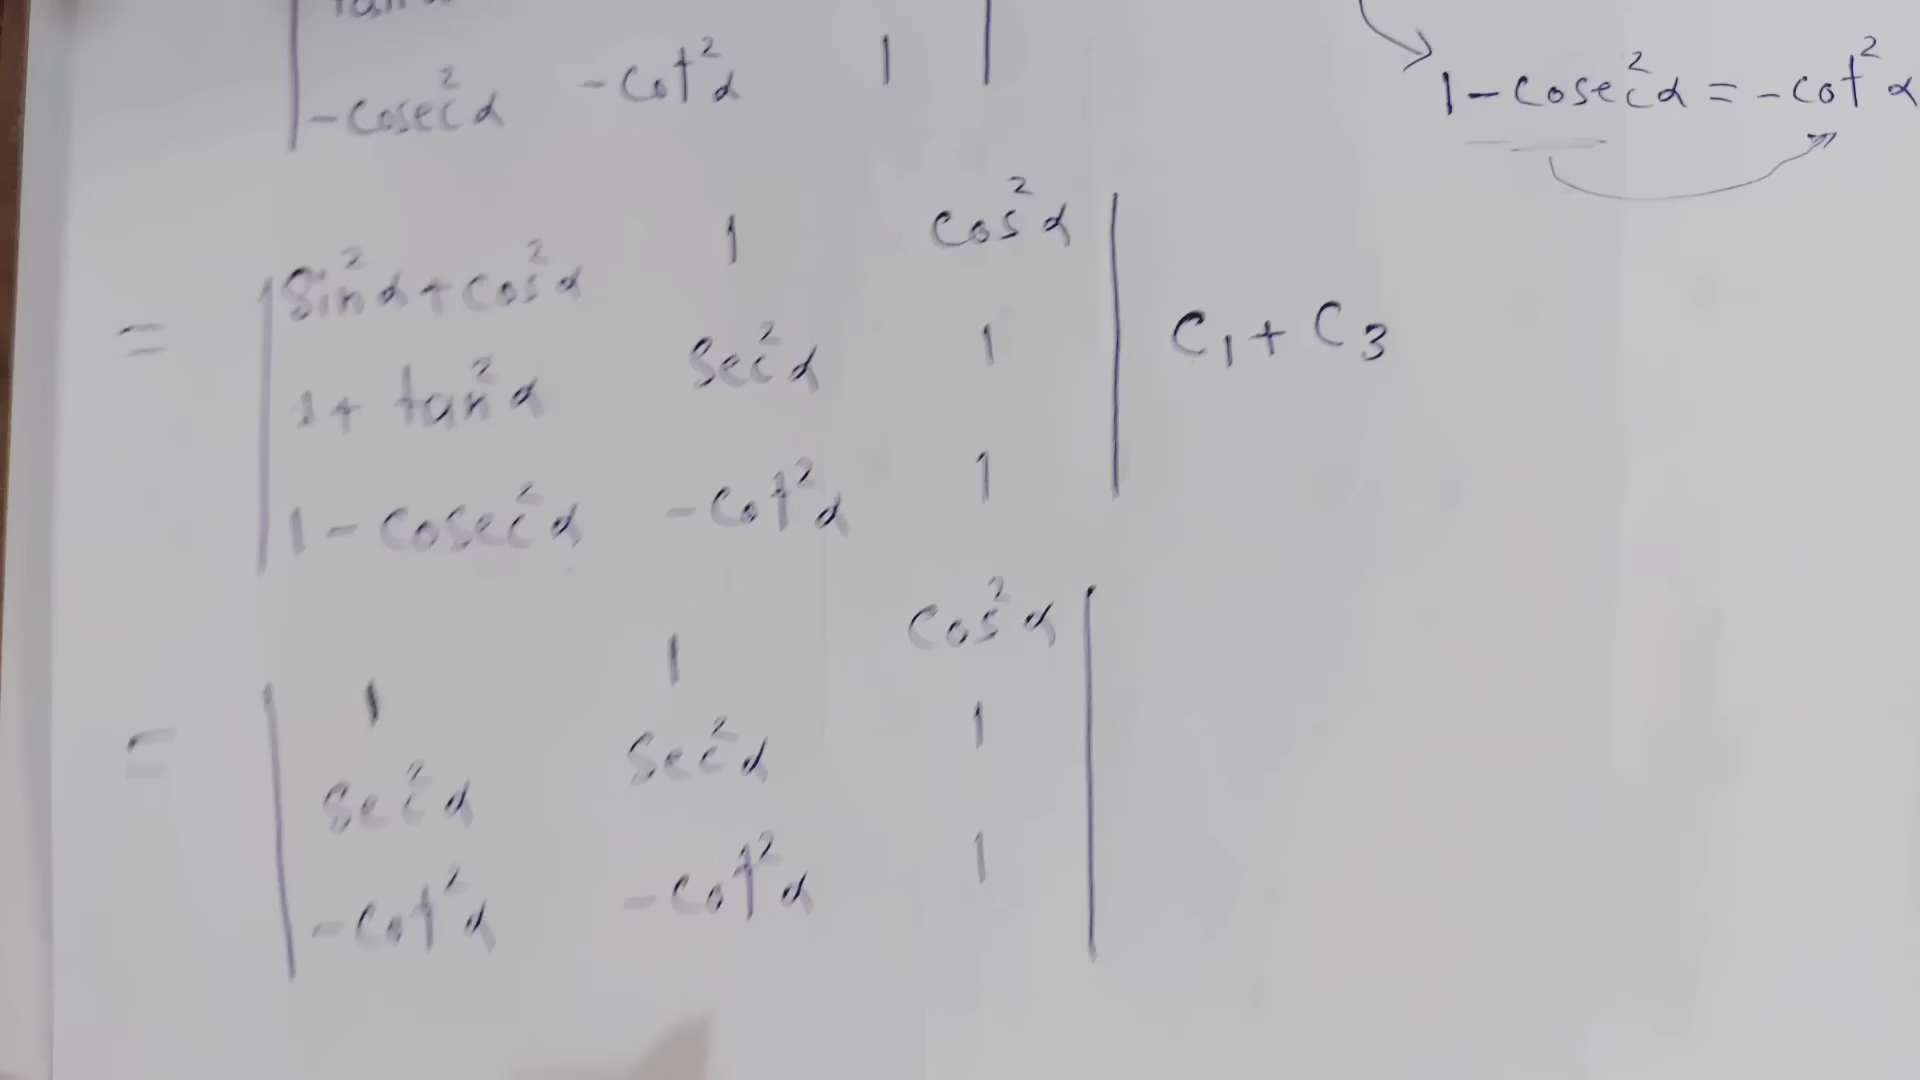 -cosec²α -cot²α 1
1-cosec²α = -cot²α
sin²α+cos²α 1 cos²α
= 1+tan²α sec²α 1 C₁+C₃
1-cosec²α -cot²α 1
1 1 cos²α
= sec²α sec²α 1
-cot²α -cot²α 1